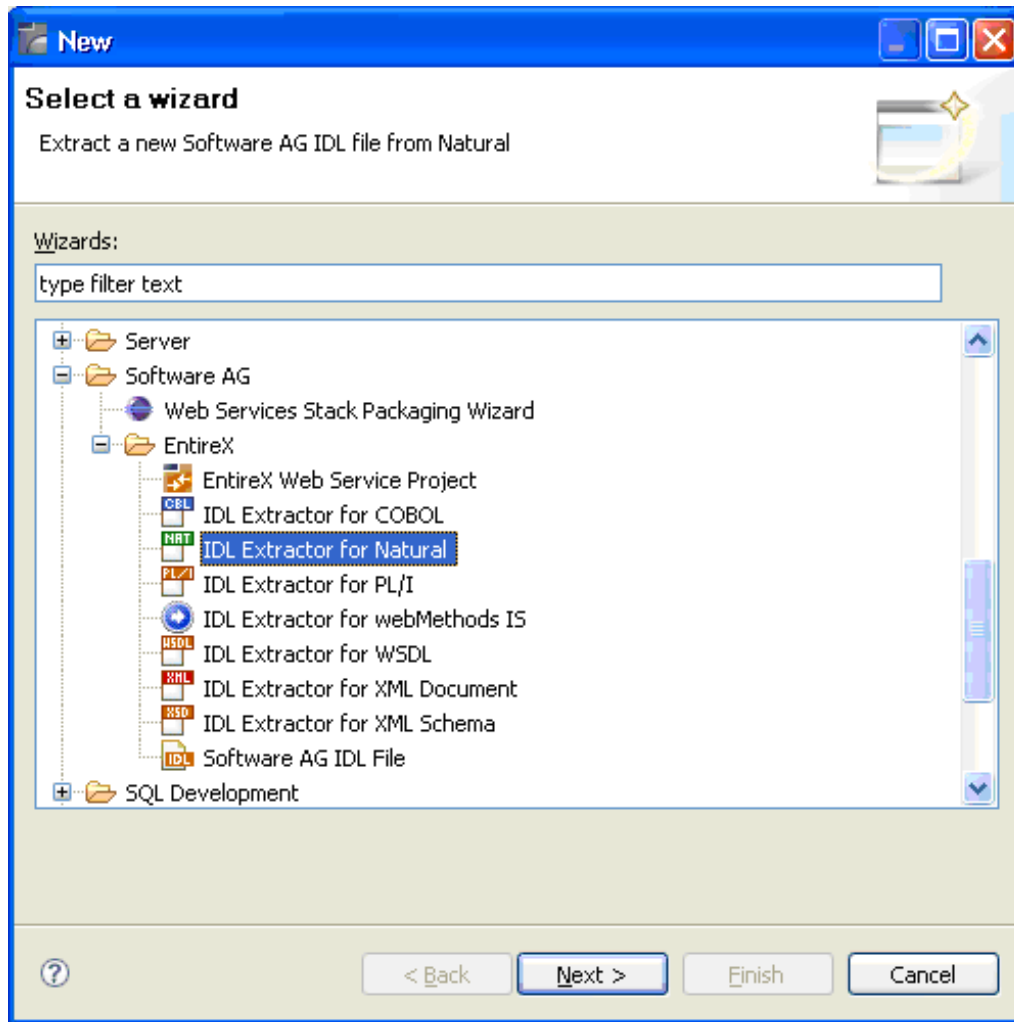 New
Select a wizard
Extract a new Software AG IDL file from Natural
Wizards:
type filter text
Server
Software AG
Web Services Stack Packaging Wizard
EntireX
EntireX Web Service Project
CBL IDL Extractor for COBOL
NAT IDL Extractor for Natural
PL/I IDL Extractor for PL/I
IDL Extractor for webMethods IS
WSDL IDL Extractor for WSDL
XML IDL Extractor for XML Document
XSD IDL Extractor for XML Schema
IDL Software AG IDL File
SQL Development
? < Back Next > Finish Cancel